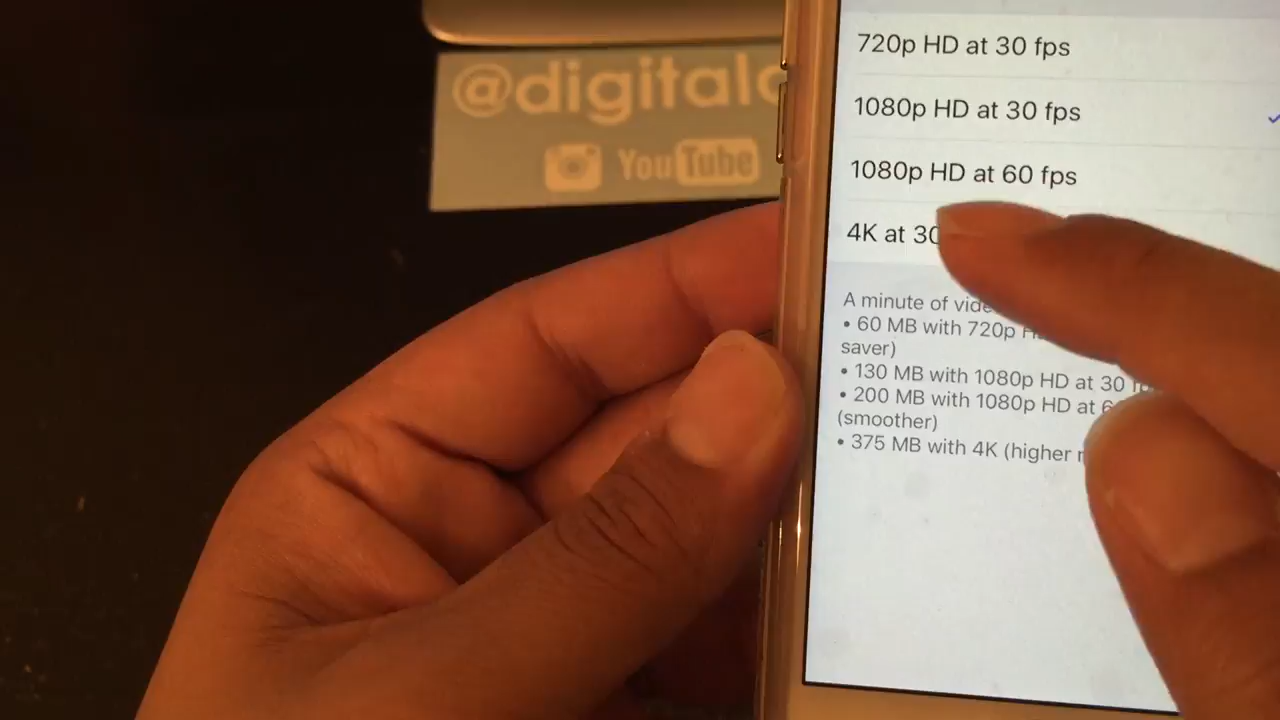 @digital
YouTube
720p HD at 30 fps
1080p HD at 30 fps
1080p HD at 60 fps
4K at 30
A minute of
• 60 MB with 720p
saver)
• 130 MB with 1080p HD at 30
• 200 MB with 1080p HD at
(smoother)
• 375 MB with 4K (higher